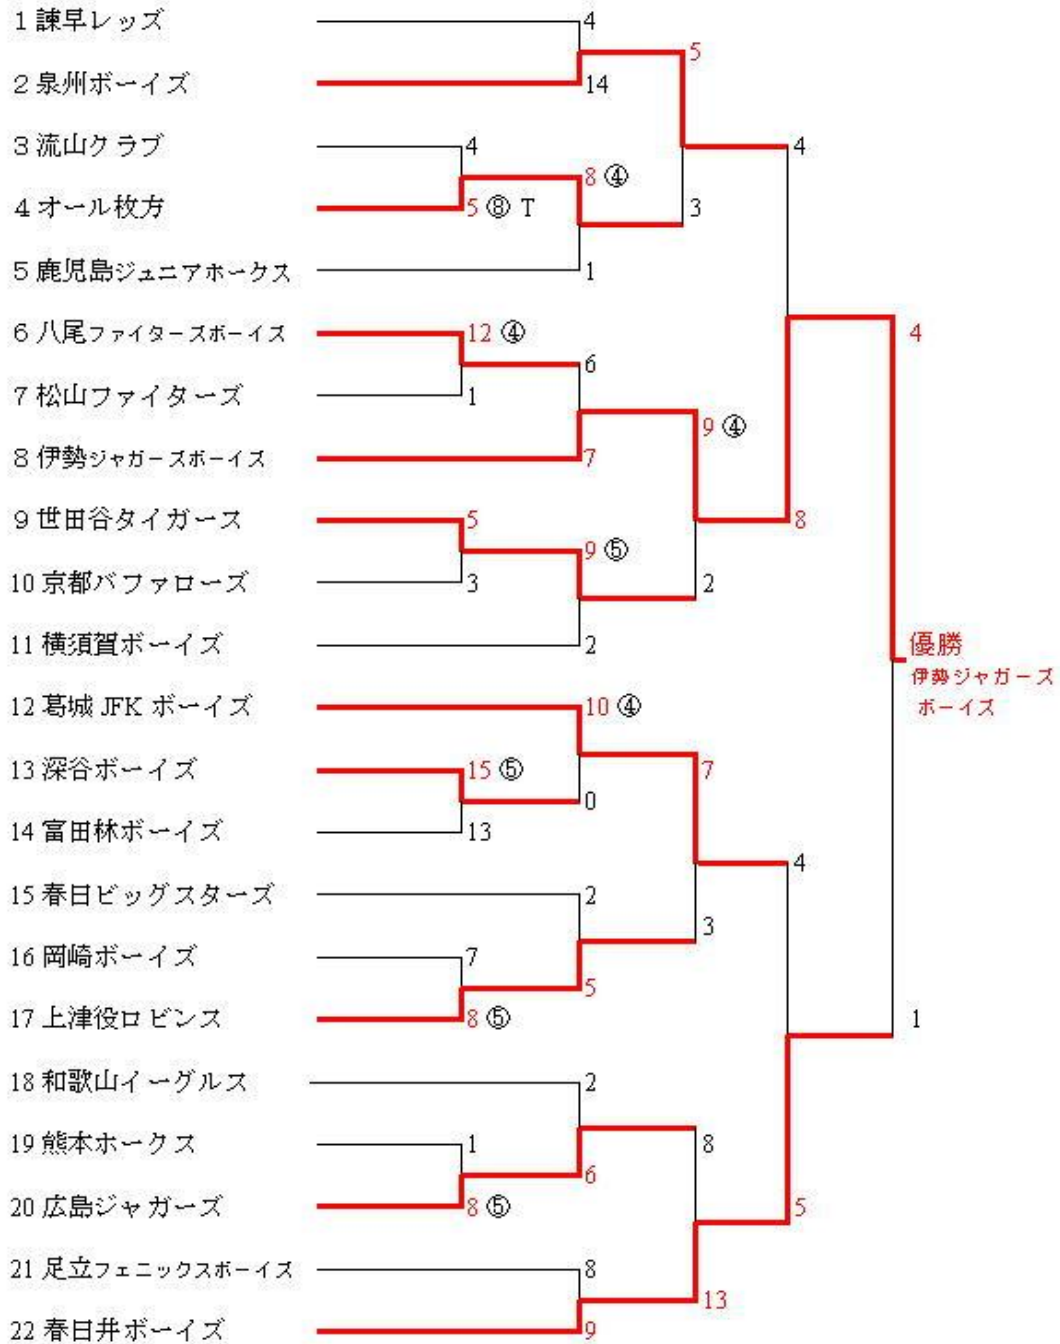 1 諫早レッズ
4
5
2 泉州ボーイズ
14
3 流山クラブ
4
4
8 ④
4 オール枚方
5 ⑧ T
3
5 鹿児島ジュニアホークス
1
6 八尾ファイターズボーイズ
12 ④
4
6
7 松山ファイターズ
1
9 ④
8 伊勢ジャガーズボーイズ
7
9 世田谷タイガース
5
8
9 ⑤
10 京都バファローズ
3
2
11 横須賀ボーイズ
2
優勝
伊勢ジャガーズ
ボーイズ
12 葛城 JFK ボーイズ
10 ④
13 深谷ボーイズ
15 ⑤
7
0
14 富田林ボーイズ
13
4
15 春日ビッグスターズ
2
3
16 岡崎ボーイズ
7
5
17 上津役ロビンス
8 ⑤
1
18 和歌山イーグルス
2
19 熊本ホークス
1
8
6
20 広島ジャガーズ
8 ⑤
5
21 足立フェニックスボーイズ
8
13
22 春日井ボーイズ
9